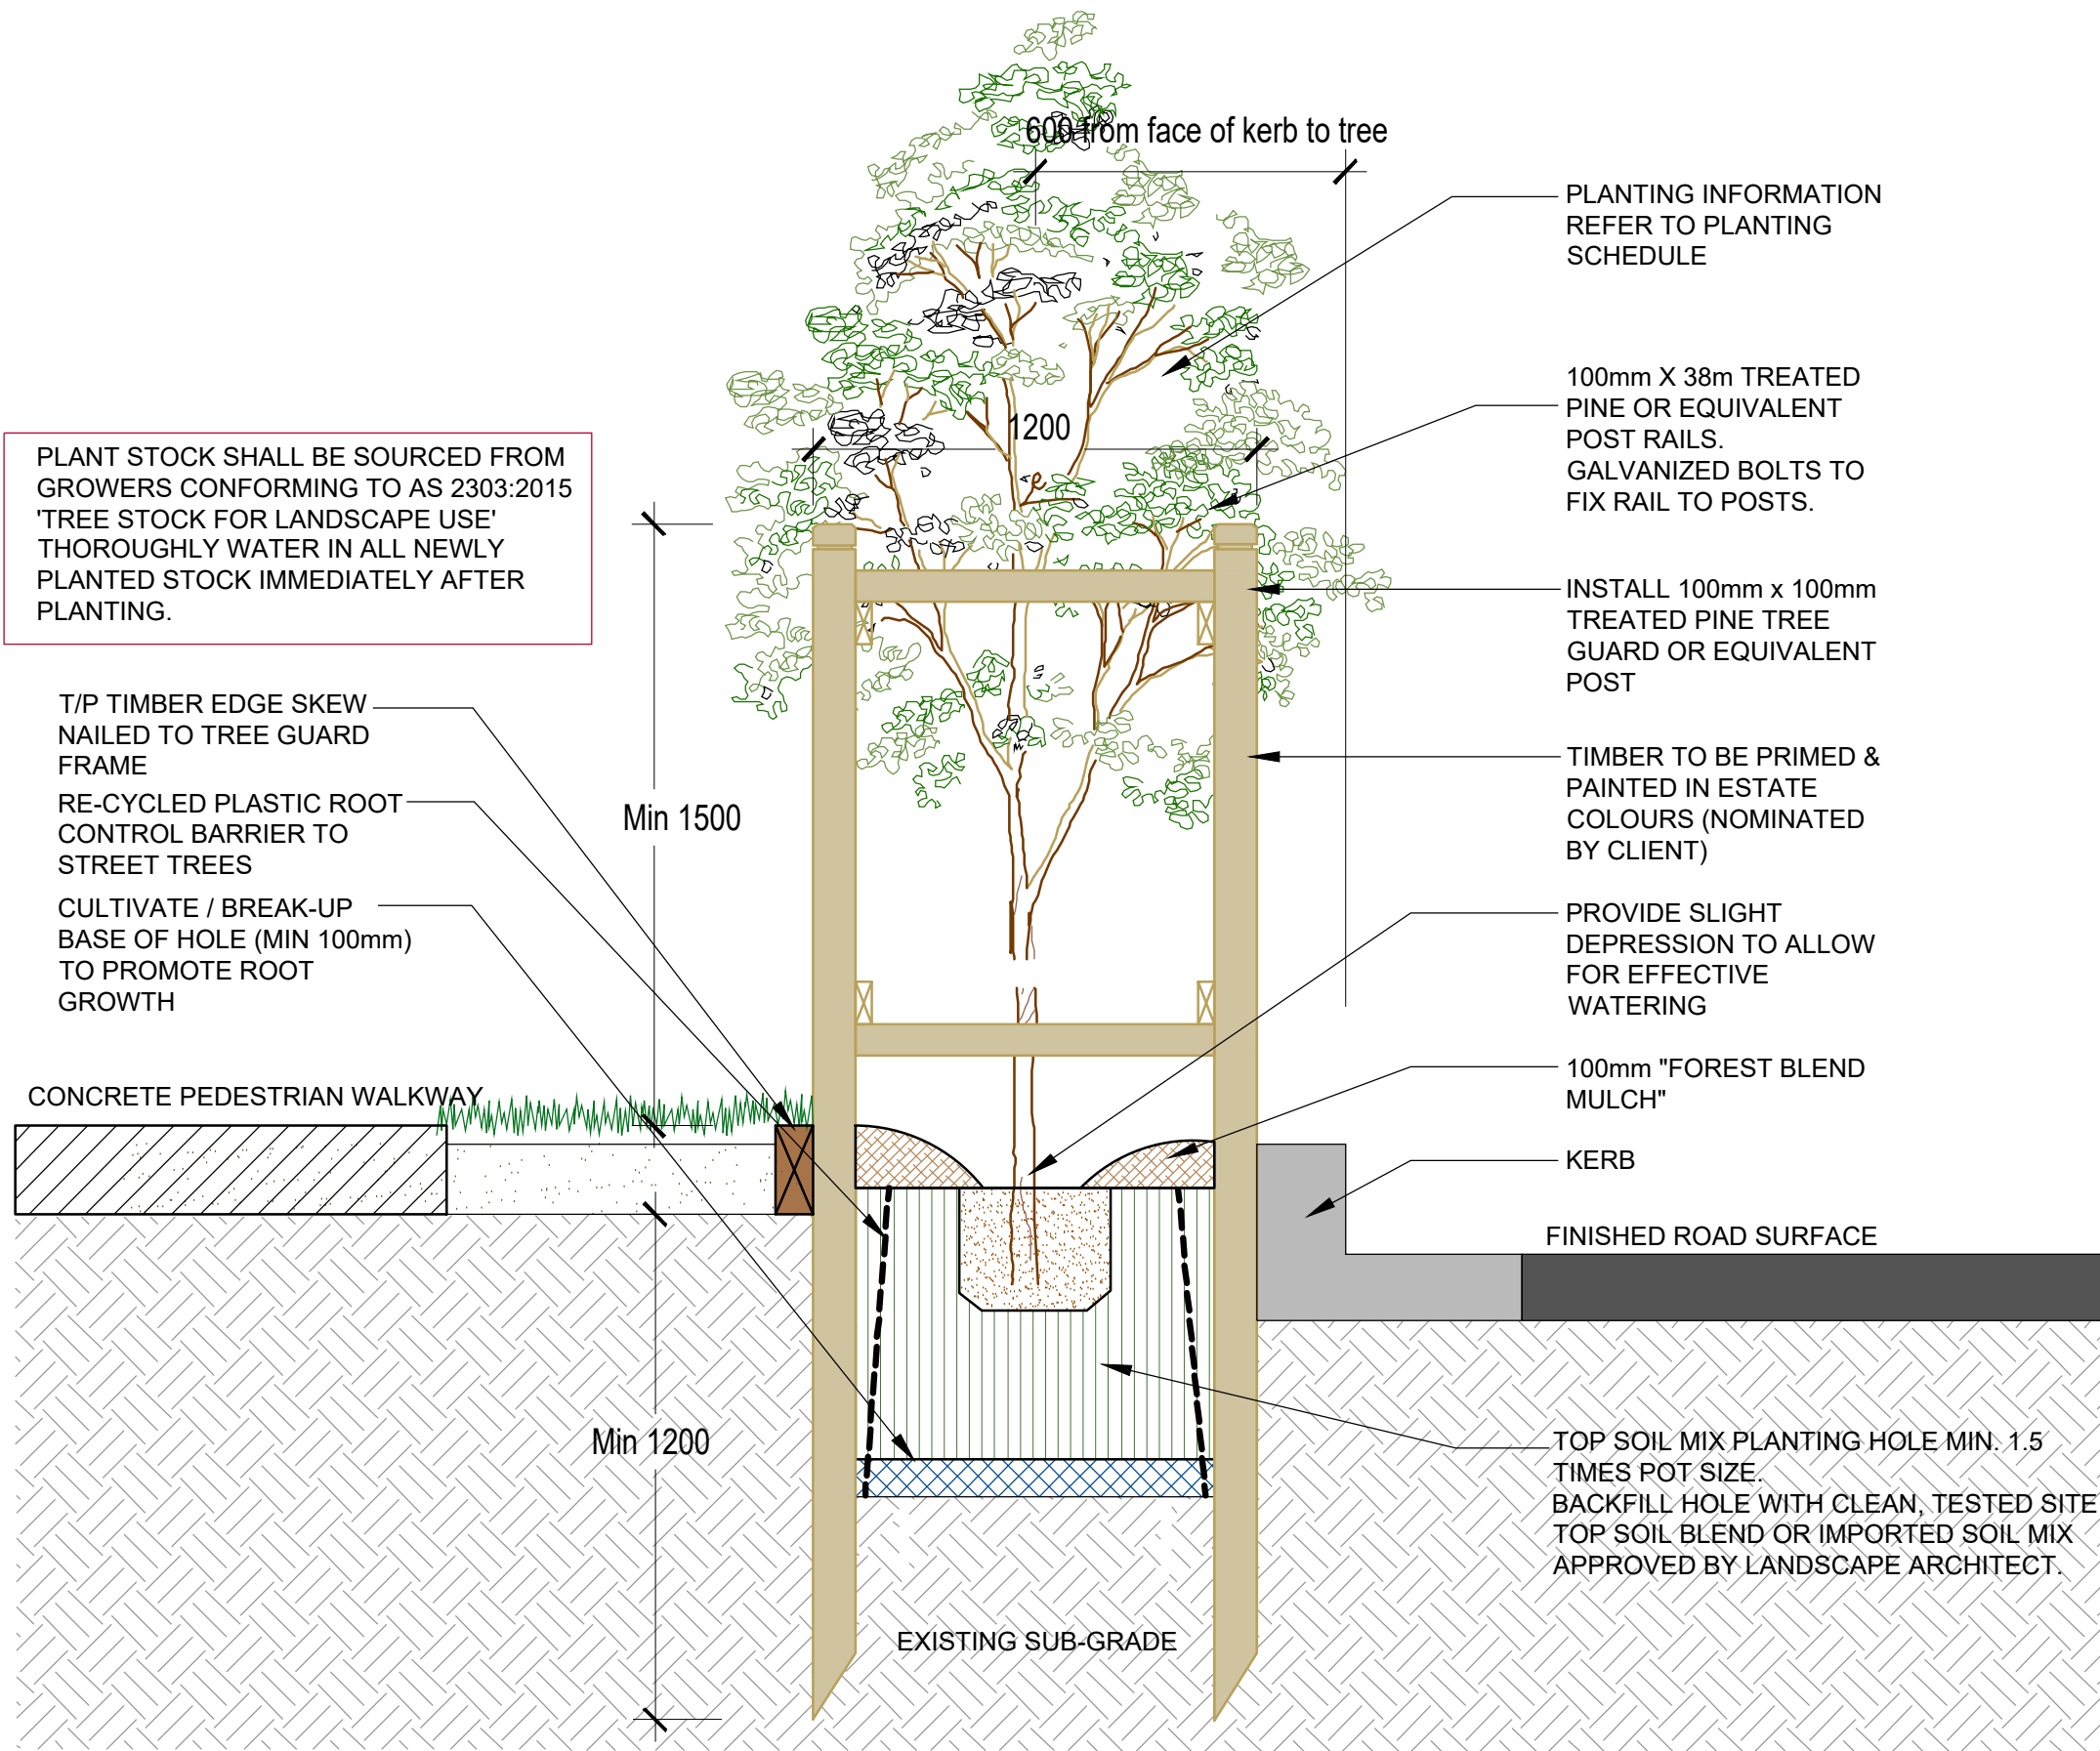 600 from face of kerb to tree
PLANTING INFORMATION
REFER TO PLANTING
SCHEDULE
100mm X 38m TREATED
PINE OR EQUIVALENT
POST RAILS.
GALVANIZED BOLTS TO
FIX RAIL TO POSTS.
1200
PLANT STOCK SHALL BE SOURCED FROM
GROWERS CONFORMING TO AS 2303:2015
'TREE STOCK FOR LANDSCAPE USE'
THOROUGHLY WATER IN ALL NEWLY
PLANTED STOCK IMMEDIATELY AFTER
PLANTING.
INSTALL 100mm x 100mm
TREATED PINE TREE
GUARD OR EQUIVALENT
POST
T/P TIMBER EDGE SKEW
NAILED TO TREE GUARD
FRAME
RE-CYCLED PLASTIC ROOT
CONTROL BARRIER TO
STREET TREES
CULTIVATE / BREAK-UP
BASE OF HOLE (MIN 100mm)
TO PROMOTE ROOT
GROWTH
Min 1500
TIMBER TO BE PRIMED &
PAINTED IN ESTATE
COLOURS (NOMINATED
BY CLIENT)
PROVIDE SLIGHT
DEPRESSION TO ALLOW
FOR EFFECTIVE
WATERING
100mm "FOREST BLEND
MULCH"
CONCRETE PEDESTRIAN WALKWAY
KERB
FINISHED ROAD SURFACE
Min 1200
TOP SOIL MIX PLANTING HOLE MIN. 1.5
TIMES POT SIZE.
BACKFILL HOLE WITH CLEAN, TESTED SITE
TOP SOIL BLEND OR IMPORTED SOIL MIX
APPROVED BY LANDSCAPE ARCHITECT.
EXISTING SUB-GRADE